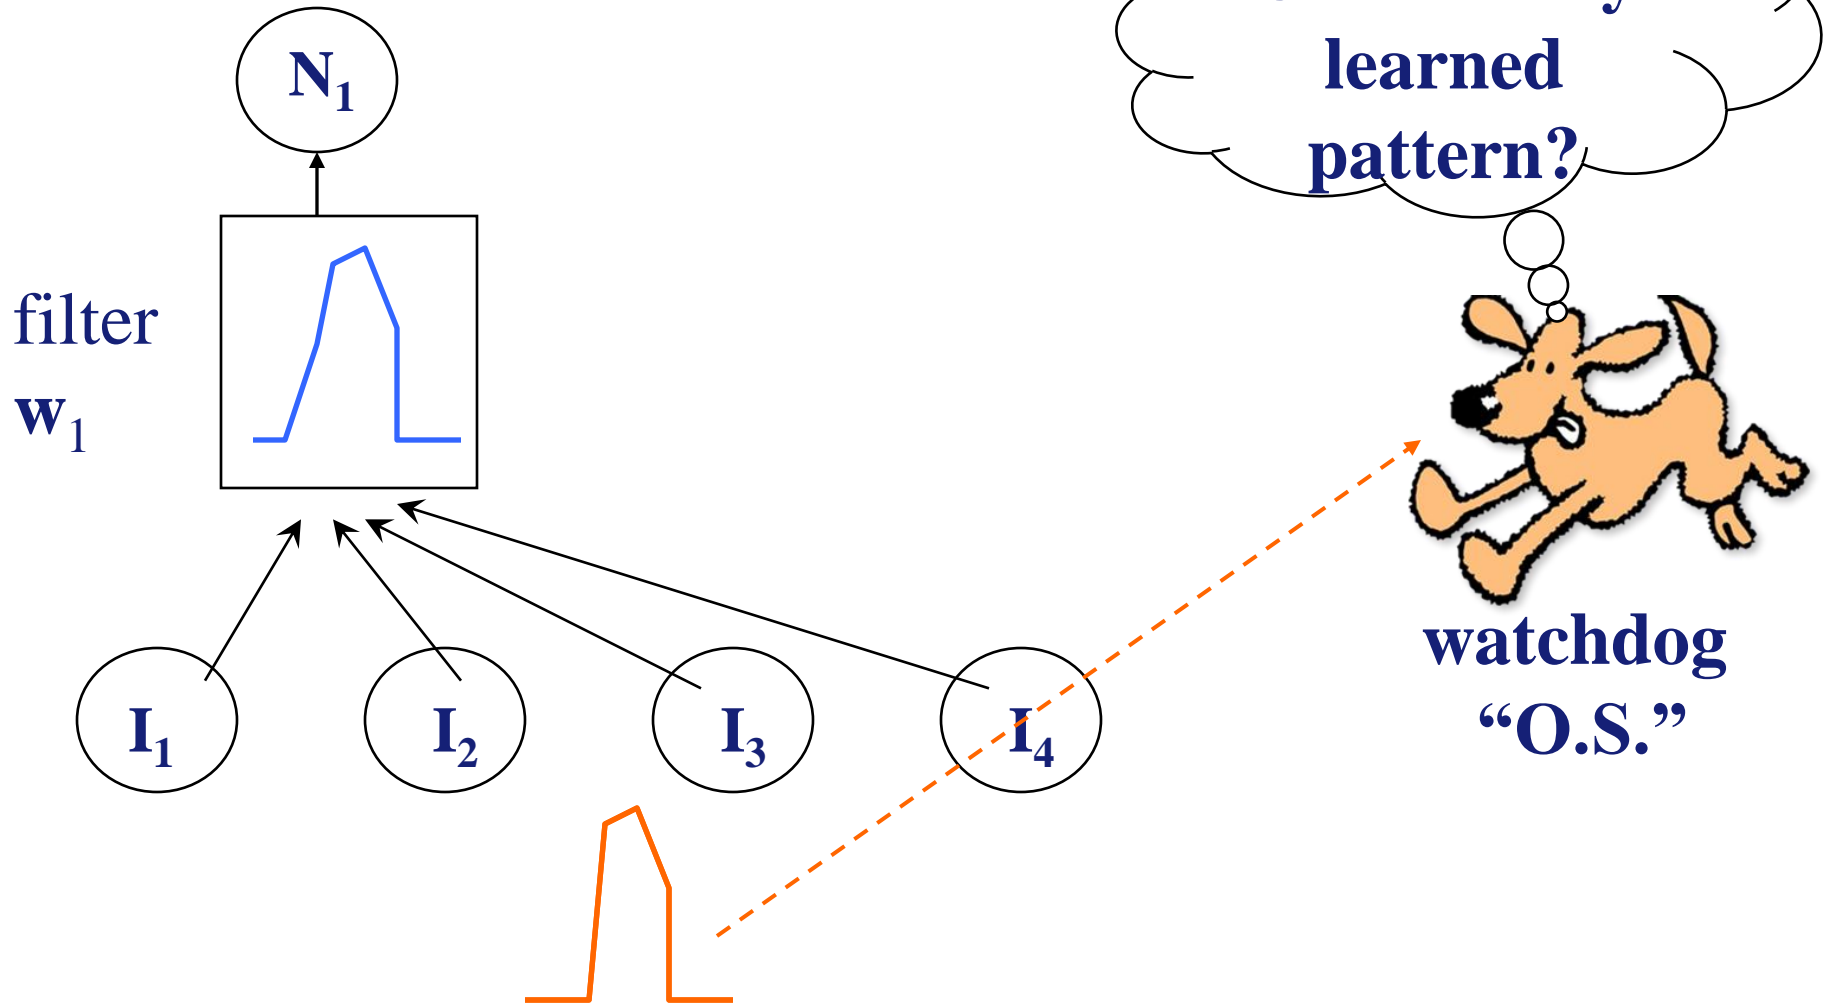 N₁
learned
pattern?
filter
w₁
I₁ I₂ I₃ I₄
watchdog
“O.S.”